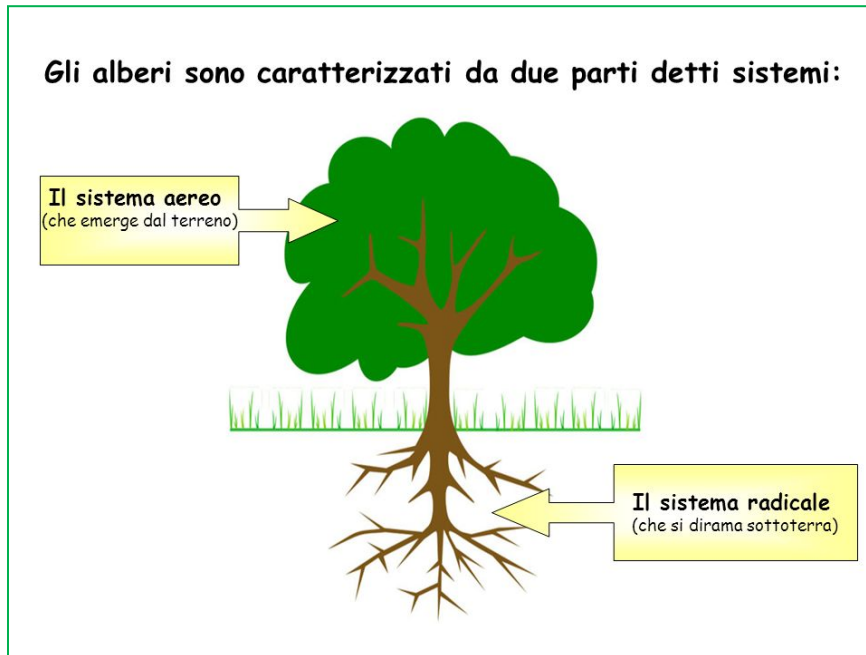 Gli alberi sono caratterizzati da due parti detti sistemi:
Il sistema aereo
(che emerge dal terreno)
Il sistema radicale
(che si dirama sottoterra)